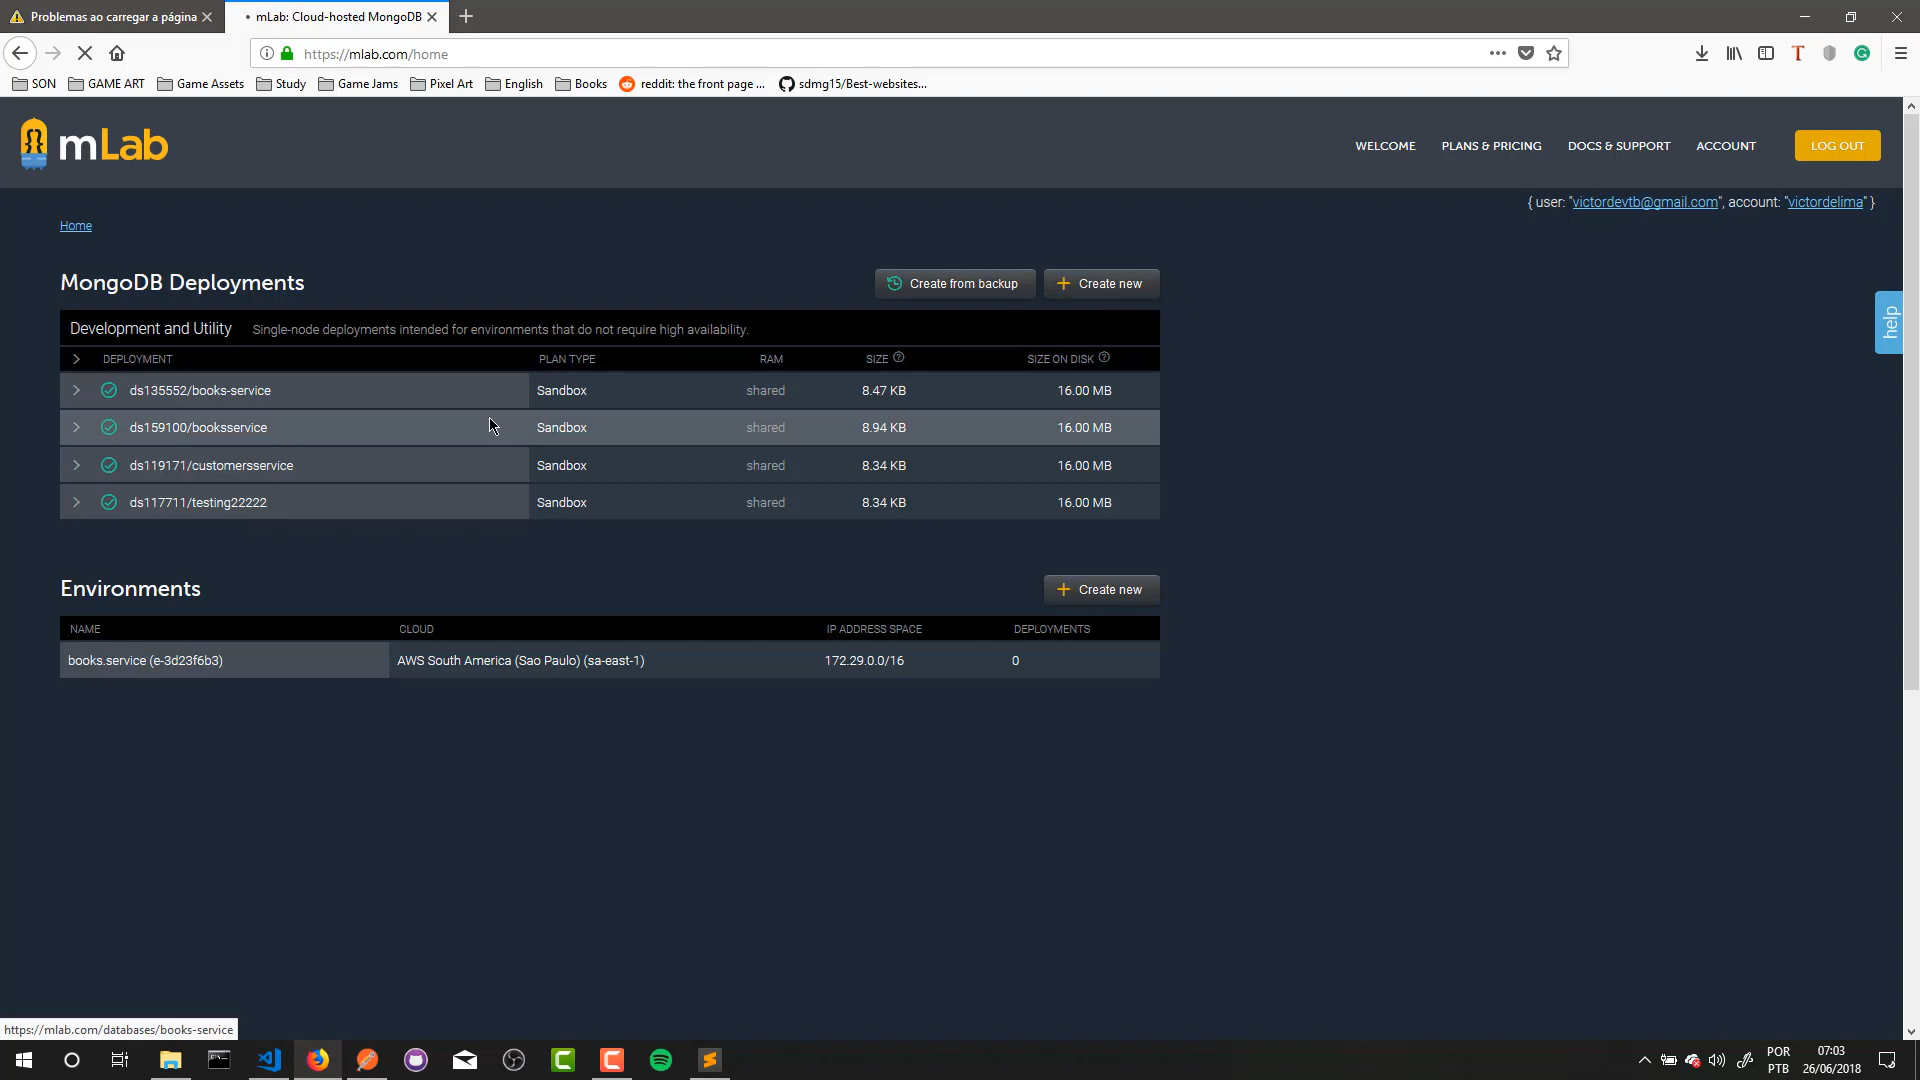 Problemas ao carregar a página
mLab: Cloud-hosted MongoDB
https://mlab.com/home
SON GAME ART Game Assets Study Game Jams Pixel Art English Books reddit: the front page ... sdmg15/Best-websites...
mLab
WELCOME PLANS & PRICING DOCS & SUPPORT ACCOUNT LOG OUT
{ user: "victordevtb@gmail.com", account: "victordelima" }
Home
MongoDB Deployments
Create from backup
Create new
help
Development and Utility Single-node deployments intended for environments that do not require high availability.
DEPLOYMENT PLAN TYPE RAM SIZE SIZE ON DISK
ds135552/books-service Sandbox shared 8.47 KB 16.00 MB
ds159100/booksservice Sandbox shared 8.94 KB 16.00 MB
ds119171/customersservice Sandbox shared 8.34 KB 16.00 MB
ds117711/testing22222 Sandbox shared 8.34 KB 16.00 MB
Environments
Create new
NAME CLOUD IP ADDRESS SPACE DEPLOYMENTS
books.service (e-3d23f6b3) AWS South America (Sao Paulo) (sa-east-1) 172.29.0.0/16 0
https://mlab.com/databases/books-service
POR 07:03
PTB 26/06/2018